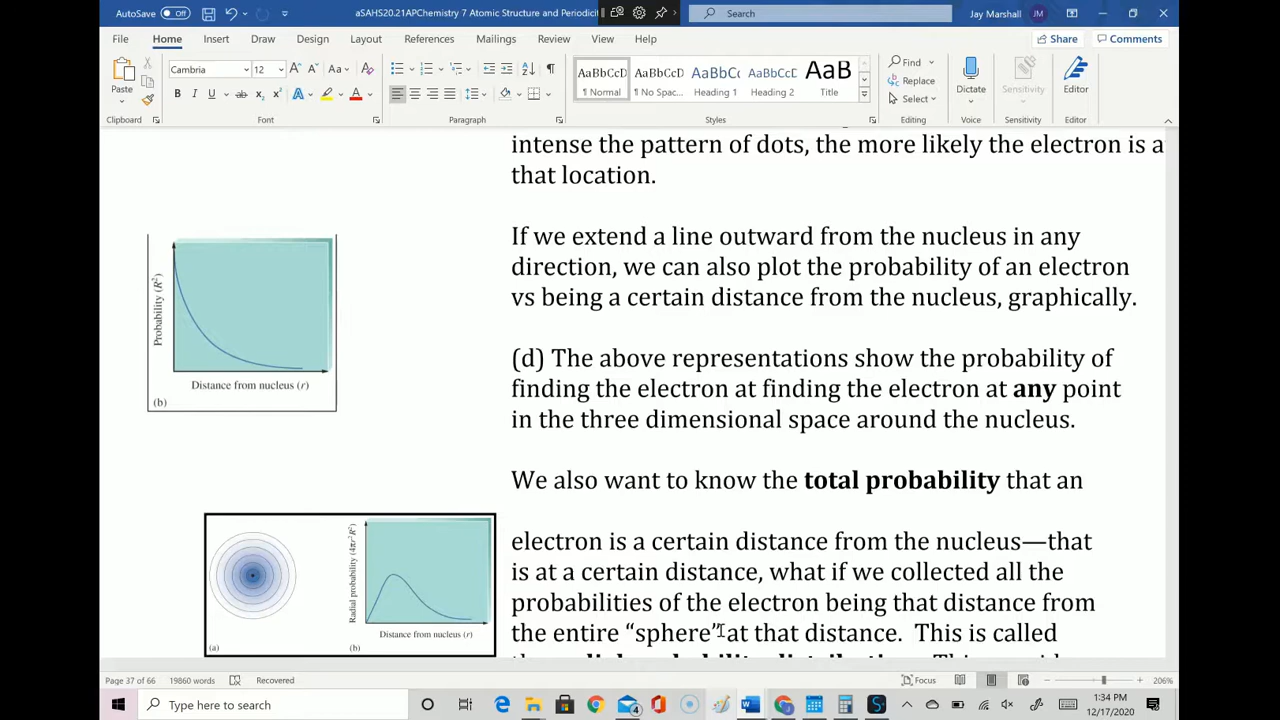 AutoSave Off
aSAHS20.21APChemistry 7 Atomic Structure and Periodicit
Search
Jay Marshall JM
File Home Insert Draw Design Layout References Mailings Review View Help
Share Comments
Paste
Cambria 12
AaBbCcD AaBbCcD AaBbC AaBbCcD AaB
¶ Normal ¶ No Spac... Heading 1 Heading 2 Title
Find
Replace
Select
Dictate Sensitivity Editor
Clipboard Font Paragraph Styles Editing Voice Sensitivity Editor
intense the pattern of dots, the more likely the electron is a
that location.
If we extend a line outward from the nucleus in any
direction, we can also plot the probability of an electron
vs being a certain distance from the nucleus, graphically.
Probability (R²)
Distance from nucleus (r)
(b)
(d) The above representations show the probability of
finding the electron at finding the electron at any point
in the three dimensional space around the nucleus.
We also want to know the total probability that an
electron is a certain distance from the nucleus—that
is at a certain distance, what if we collected all the
probabilities of the electron being that distance from
the entire “sphere” at that distance. This is called
Radial probability (4πr²R²)
Distance from nucleus (r)
(a) (b)
Page 37 of 66 19860 words Recovered
Focus 206%
Type here to search
4
1:34 PM
12/17/2020